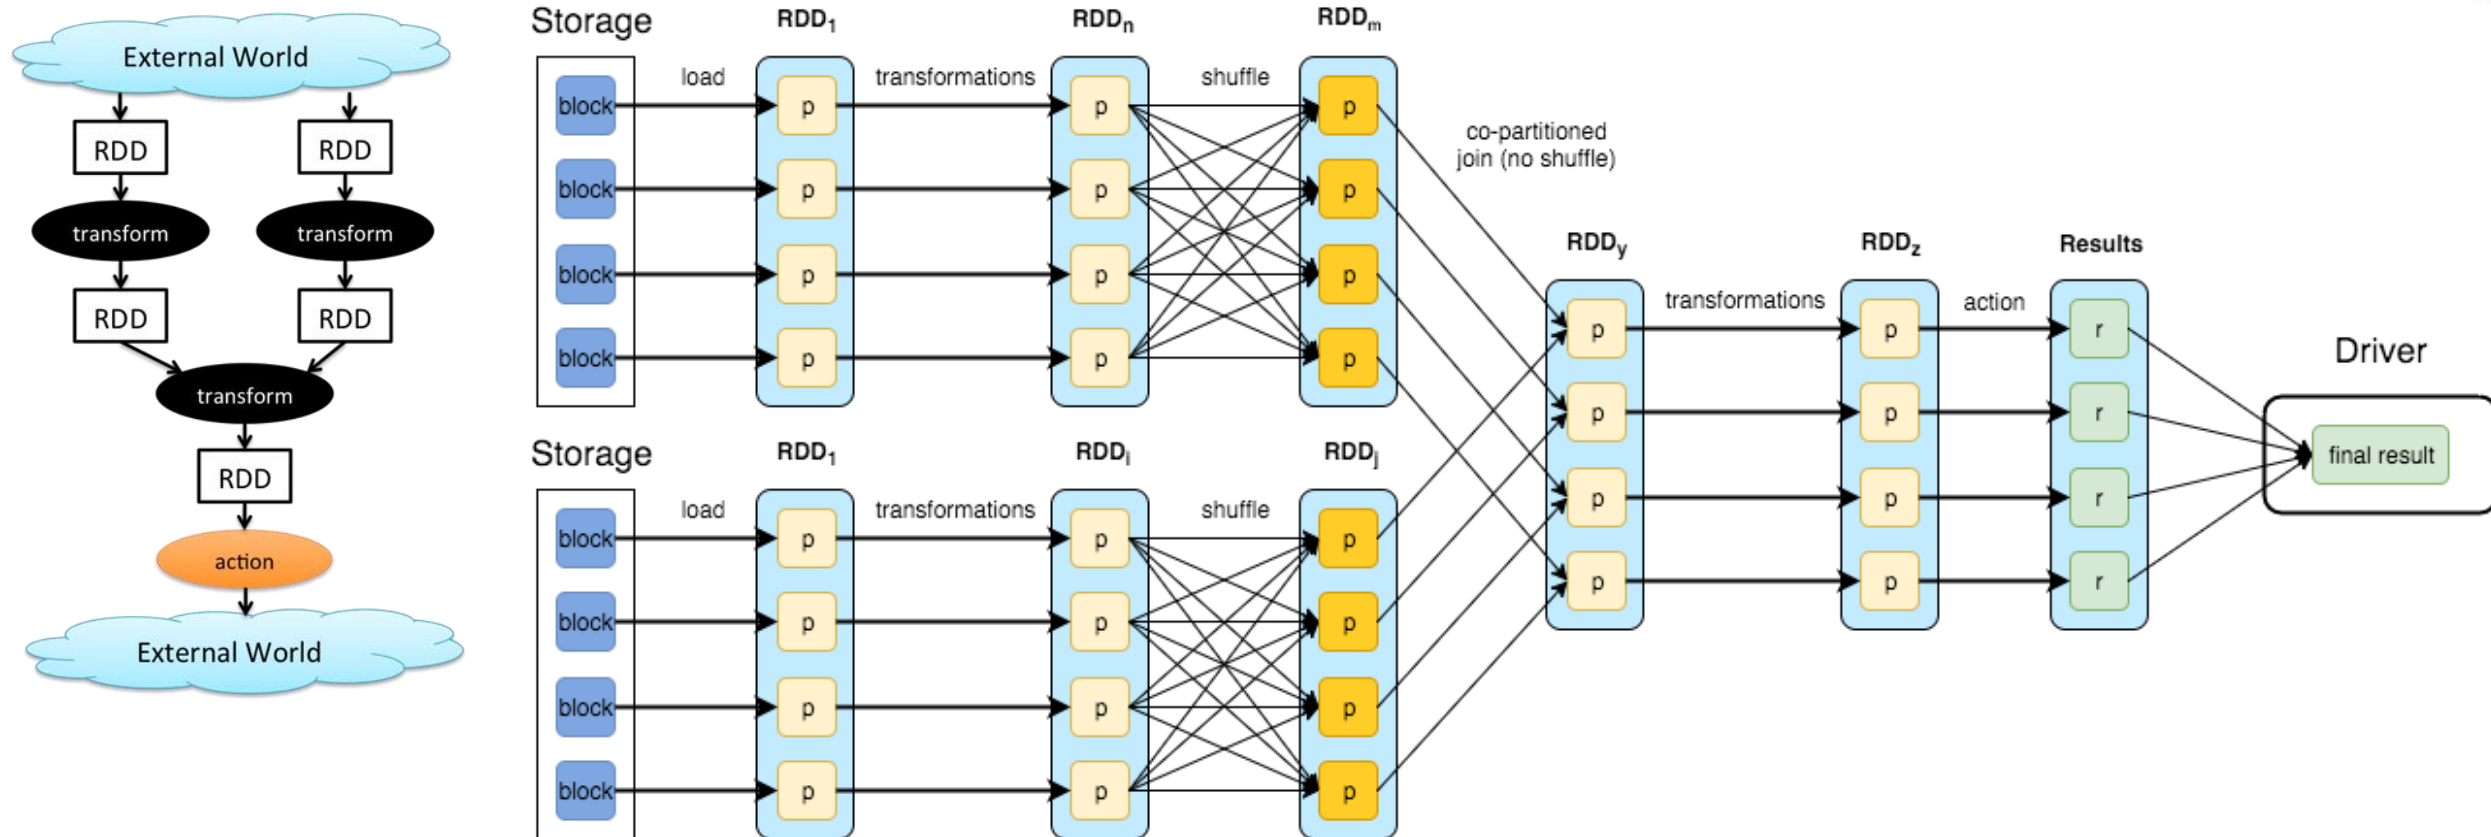 External World
RDD
RDD
transform
transform
RDD
RDD
transform
RDD
action
External World
Storage
RDD₁
RDDₙ
RDDₘ
load
transformations
shuffle
block
p
p
p
block
p
p
p
block
p
p
p
block
p
p
p
co-partitioned
join (no shuffle)
Storage
RDD₁
RDDᵢ
RDDⱼ
load
transformations
shuffle
block
p
p
p
block
p
p
p
block
p
p
p
block
p
p
p
RDDy
RDDz
Results
transformations
action
p
p
r
p
p
r
p
p
r
p
p
r
Driver
final result